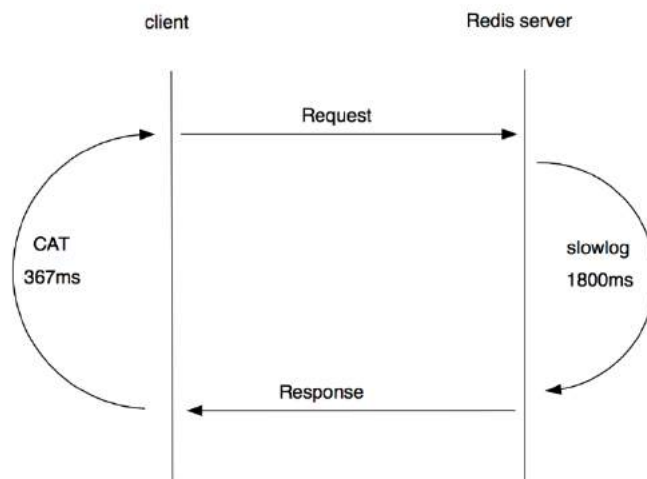 client
Redis server
Request
CAT
367ms
slowlog
1800ms
Response